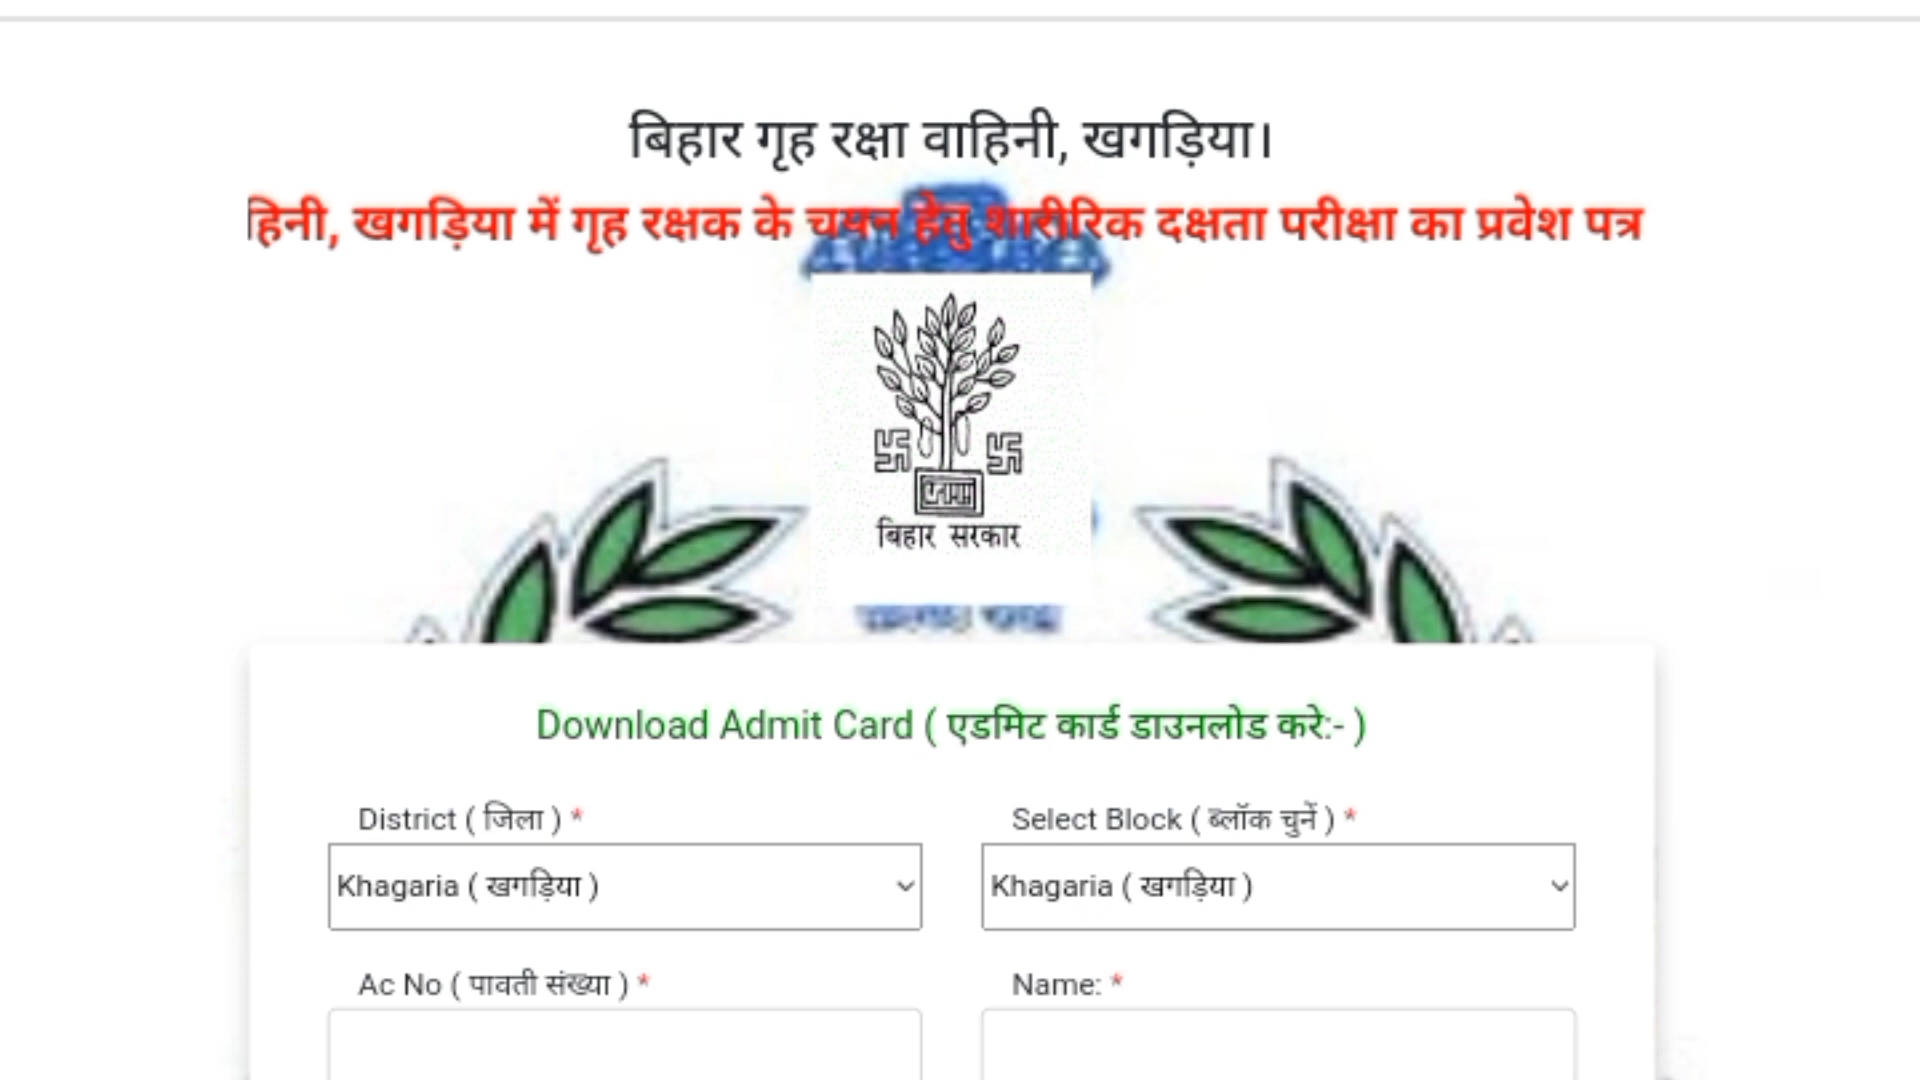 बिहार गृह रक्षा वाहिनी, खगड़िया।
हिनी, खगड़िया में गृह रक्षक के चयन हेतु शारीरिक दक्षता परीक्षा का प्रवेश पत्र
बिहार सरकार
Download Admit Card ( एडमिट कार्ड डाउनलोड करे:- )
District ( जिला ) *
Select Block ( ब्लॉक चुनें ) *
Khagaria ( खगड़िया )
Khagaria ( खगड़िया )
Ac No ( पावती संख्या ) *
Name: *